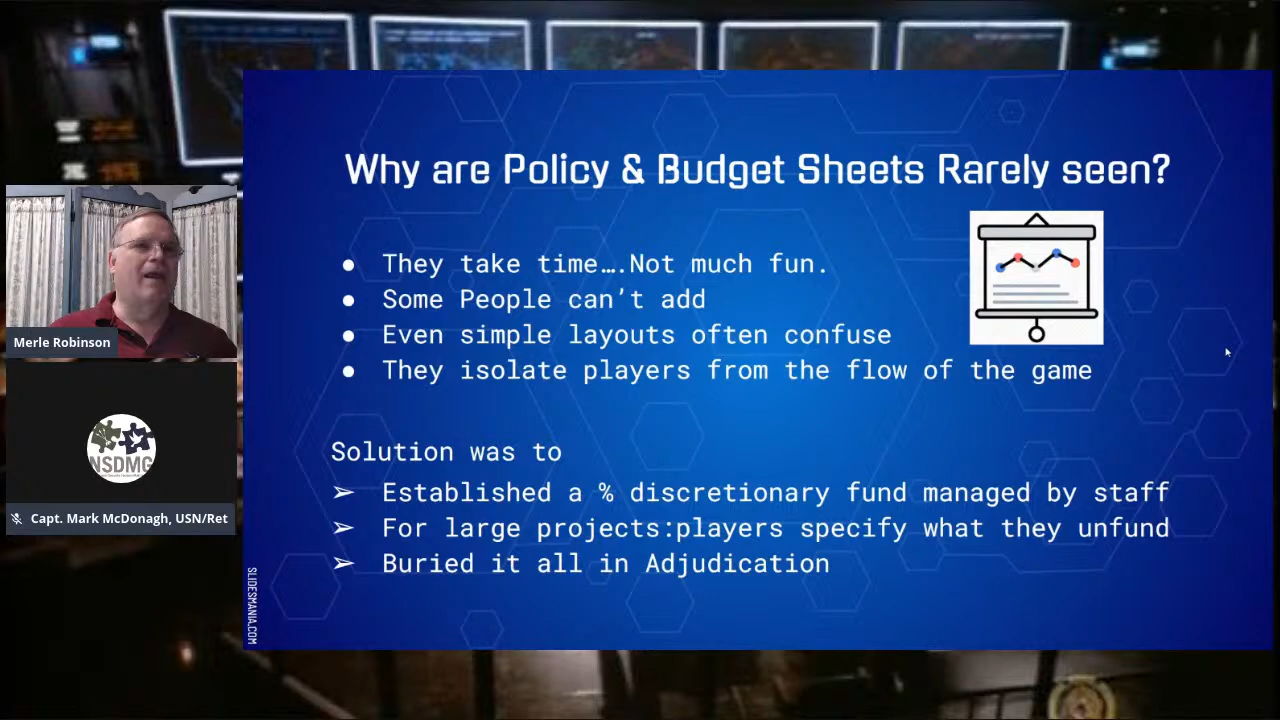 Why are Policy & Budget Sheets Rarely seen?
● They take time….Not much fun.
● Some People can’t add
● Even simple layouts often confuse
● They isolate players from the flow of the game
Solution was to
➢ Established a % discretionary fund managed by staff
➢ For large projects:players specify what they unfund
➢ Buried it all in Adjudication
SLIDESMANIA.COM
Merle Robinson
NSDMG
Capt. Mark McDonagh, USN/Ret